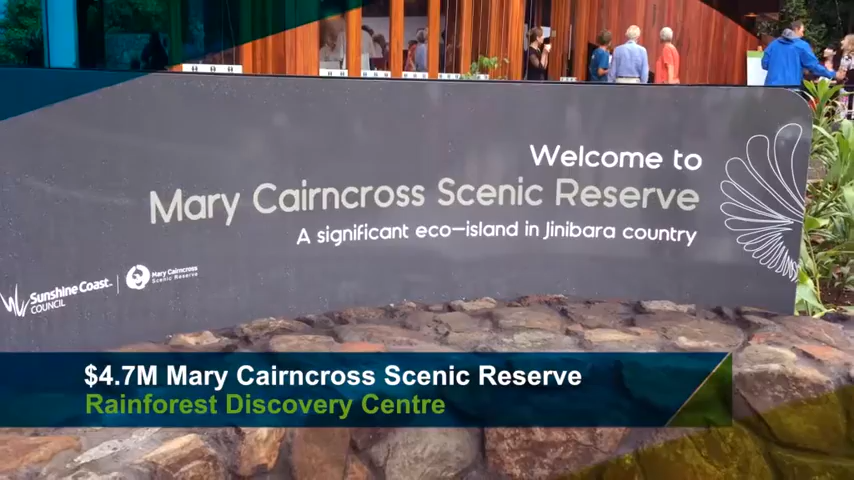 Welcome to
Mary Cairncross Scenic Reserve
A significant eco-island in Jinibara country
Sunshine Coast.
COUNCIL
Mary Cairncross
Scenic Reserve
$4.7M Mary Cairncross Scenic Reserve
Rainforest Discovery Centre